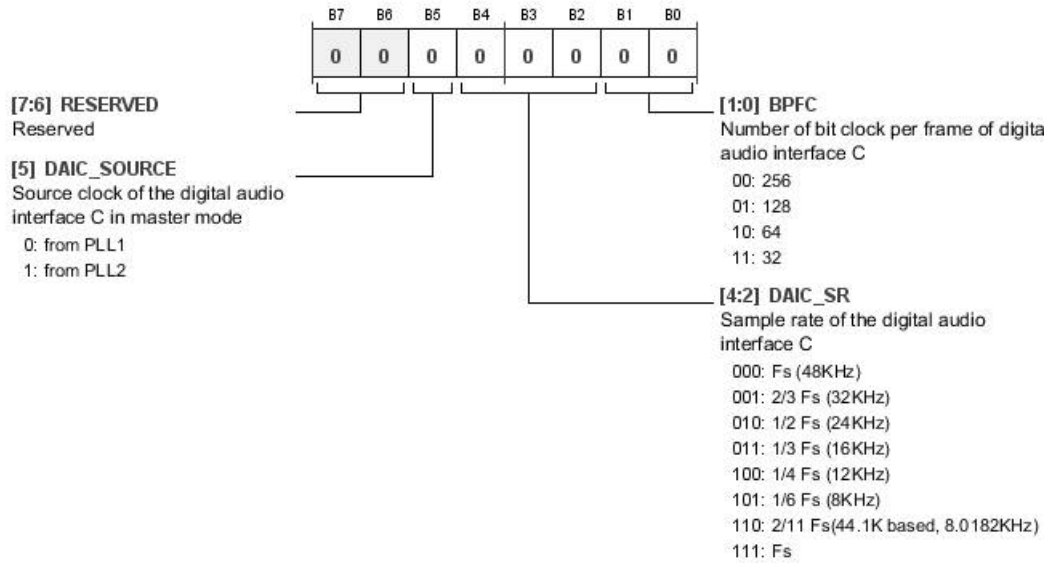 B7 B6 B5 B4 B3 B2 B1 B0
0 0 0 0 0 0 0 0
[7:6] RESERVED
Reserved
[5] DAIC_SOURCE
Source clock of the digital audio
interface C in master mode
0: from PLL1
1: from PLL2
[1:0] BPFC
Number of bit clock per frame of digita
audio interface C
00: 256
01: 128
10: 64
11: 32
[4:2] DAIC_SR
Sample rate of the digital audio
interface C
000: Fs (48KHz)
001: 2/3 Fs (32KHz)
010: 1/2 Fs (24KHz)
011: 1/3 Fs (16KHz)
100: 1/4 Fs (12KHz)
101: 1/6 Fs (8KHz)
110: 2/11 Fs(44.1K based, 8.0182KHz)
111: Fs